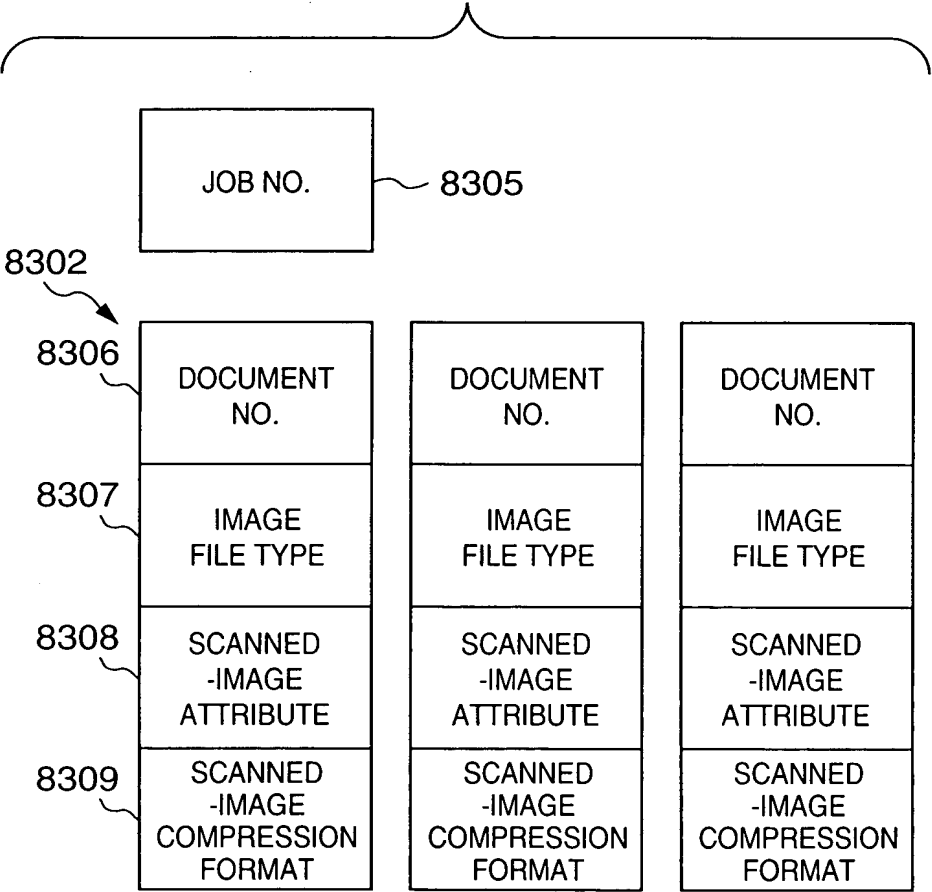 JOB NO.
8305
8302
8306
DOCUMENT
NO.
DOCUMENT
NO.
DOCUMENT
NO.
8307
IMAGE
FILE TYPE
IMAGE
FILE TYPE
IMAGE
FILE TYPE
8308
SCANNED
-IMAGE
ATTRIBUTE
SCANNED
-IMAGE
ATTRIBUTE
SCANNED
-IMAGE
ATTRIBUTE
8309
SCANNED
-IMAGE
COMPRESSION
FORMAT
SCANNED
-IMAGE
COMPRESSION
FORMAT
SCANNED
-IMAGE
COMPRESSION
FORMAT